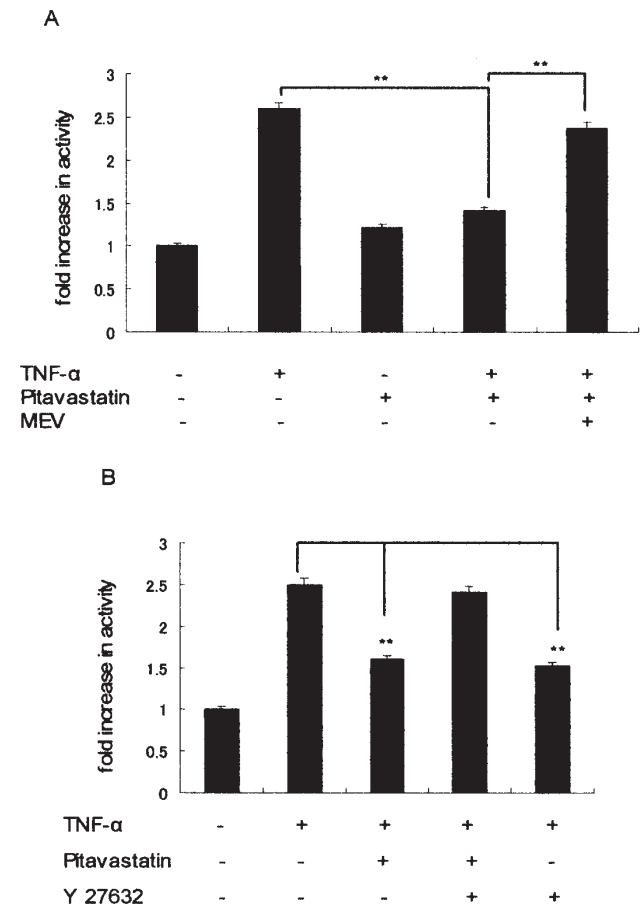 A
** **
3
2.5
2
1.5
1
0.5
0
fold increase in activity
TNF-α - + - + +
Pitavastatin - - + + +
MEV - - - - +
B
3
2.5
2
1.5
1
0.5
0
fold increase in activity
** **
TNF-α - + + + +
Pitavastatin - - + + -
Y 27632 - - - + +